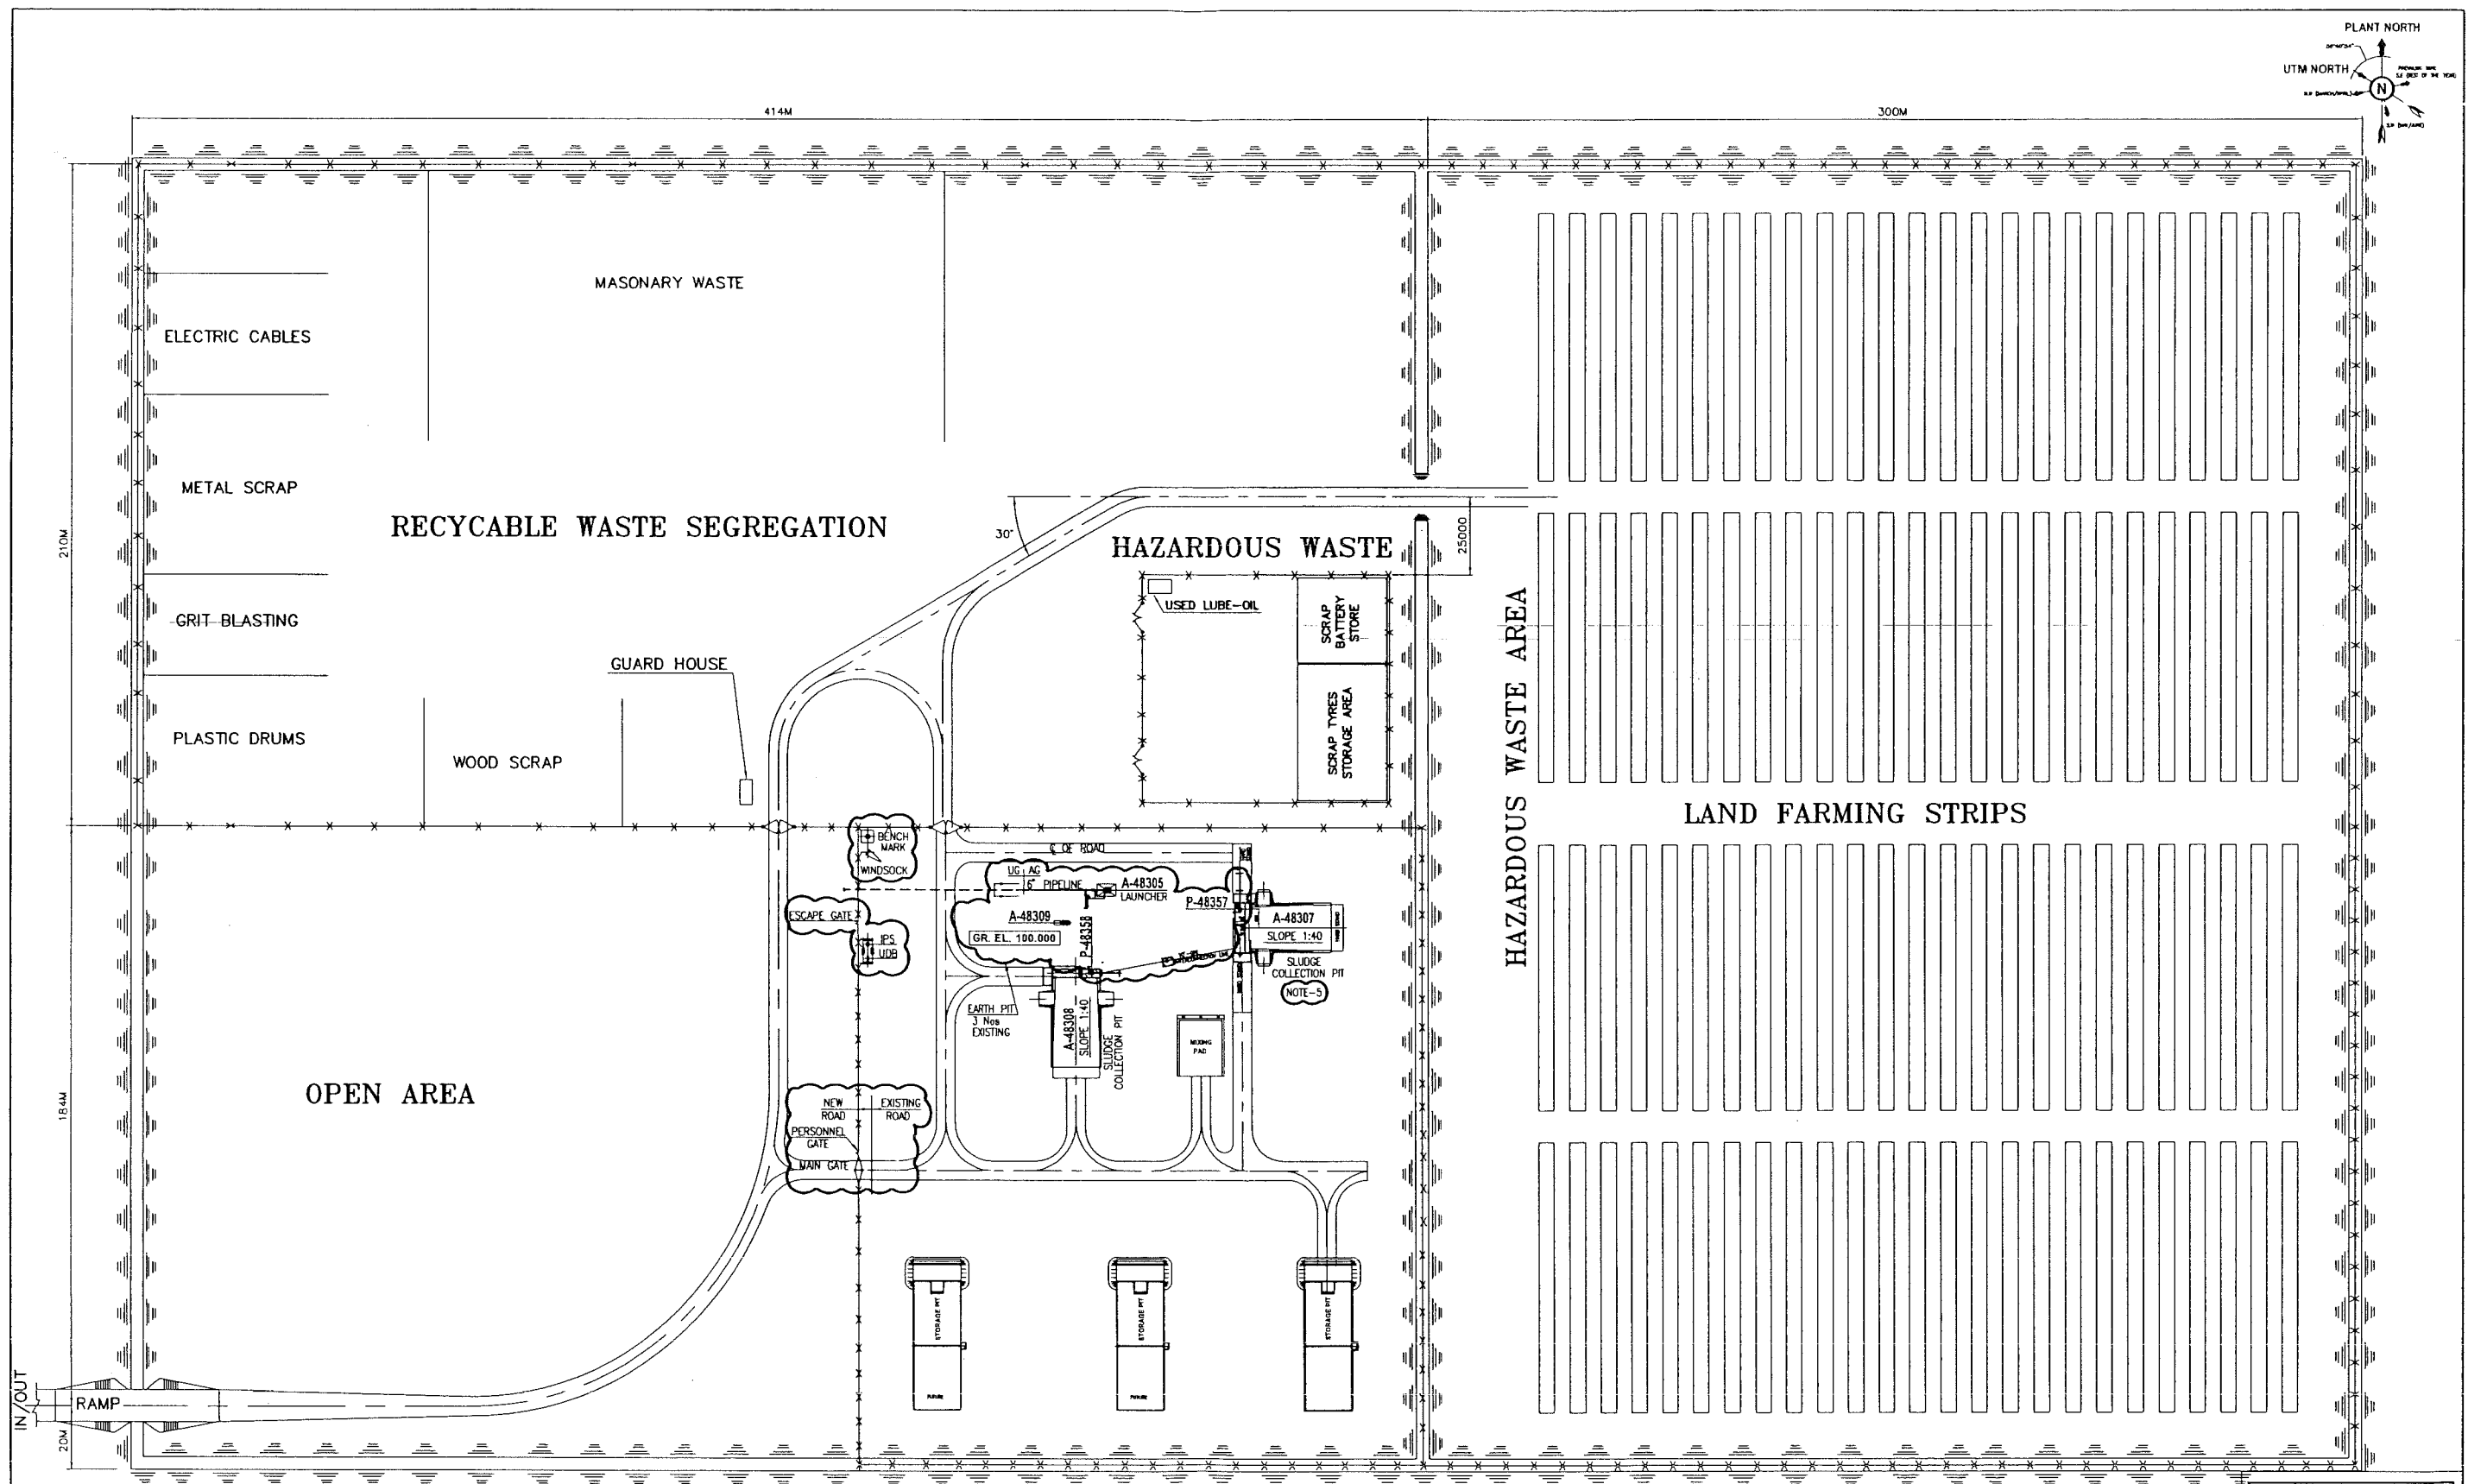 PLANT NORTH
UTM NORTH
N
414M
300M
MASONARY WASTE
ELECTRIC CABLES
METAL SCRAP
210M
RECYCABLE WASTE SEGREGATION
30°
25000
HAZARDOUS WASTE
USED LUBE-OIL
SCRAP
BATTERY
STORE
GRIT BLASTING
GUARD HOUSE
SCRAP TYRES
STORAGE AREA
PLASTIC DRUMS
WOOD SCRAP
HAZARDOUS WASTE AREA
LAND FARMING STRIPS
BENCH
MARK
WINDSOCK
℄ OF ROAD
UG AG
6" PIPELINE
A-48305
LAUNCHER
P-48357
ESCAPE GATE
A-48309
GR. EL. 100.000
P-48358
A-48307
SLOPE 1:40
IPS
UDB
SLUDGE
COLLECTION PIT
NOTE-5
EARTH PIT
3 Nos
EXISTING
A-48308
SLOPE 1:40
SLUDGE
COLLECTION PIT
MIXING
PAD
OPEN AREA
184M
NEW
ROAD
EXISTING
ROAD
PERSONNEL
GATE
MAIN GATE
STORAGE PIT
STORAGE PIT
STORAGE PIT
FUTURE
FUTURE
IN/OUT
RAMP
20M